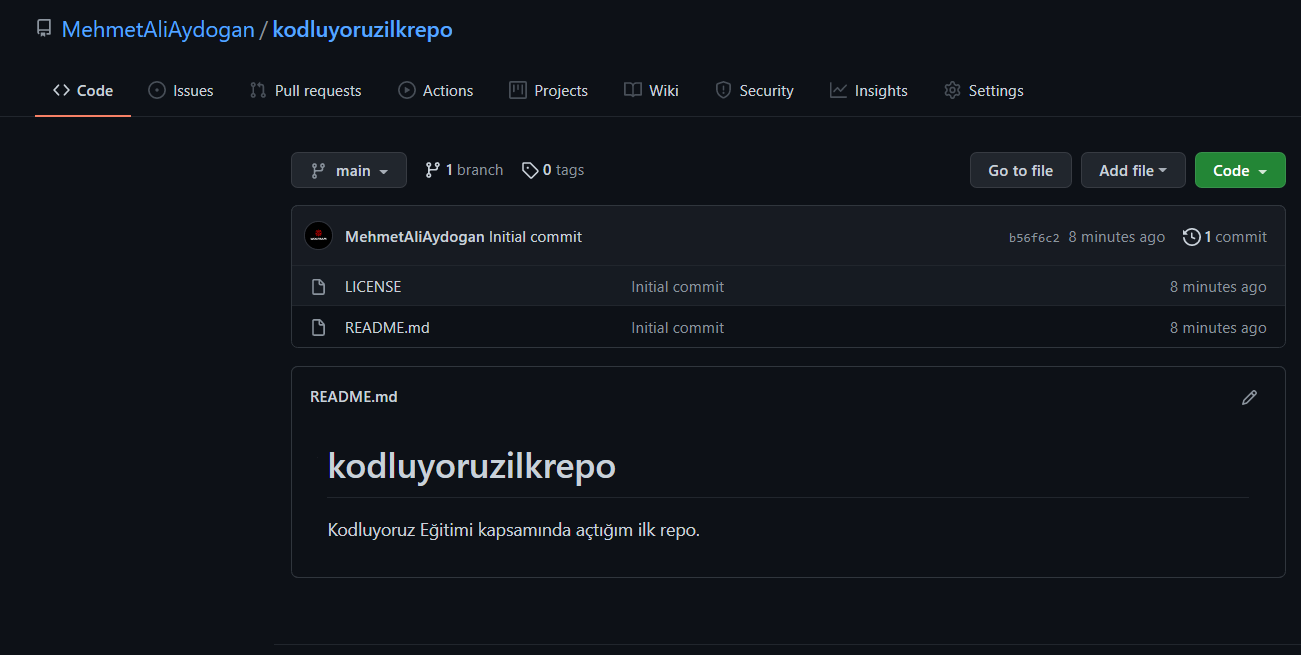 MehmetAliAydogan / kodluyoruzilkrepo
Code Issues Pull requests Actions Projects Wiki Security Insights Settings
main 1 branch 0 tags Go to file Add file Code
MehmetAliAydogan Initial commit b56f6c2 8 minutes ago 1 commit
LICENSE Initial commit 8 minutes ago
README.md Initial commit 8 minutes ago
README.md
kodluyoruzilkrepo
Kodluyoruz Eğitimi kapsamında açtığım ilk repo.